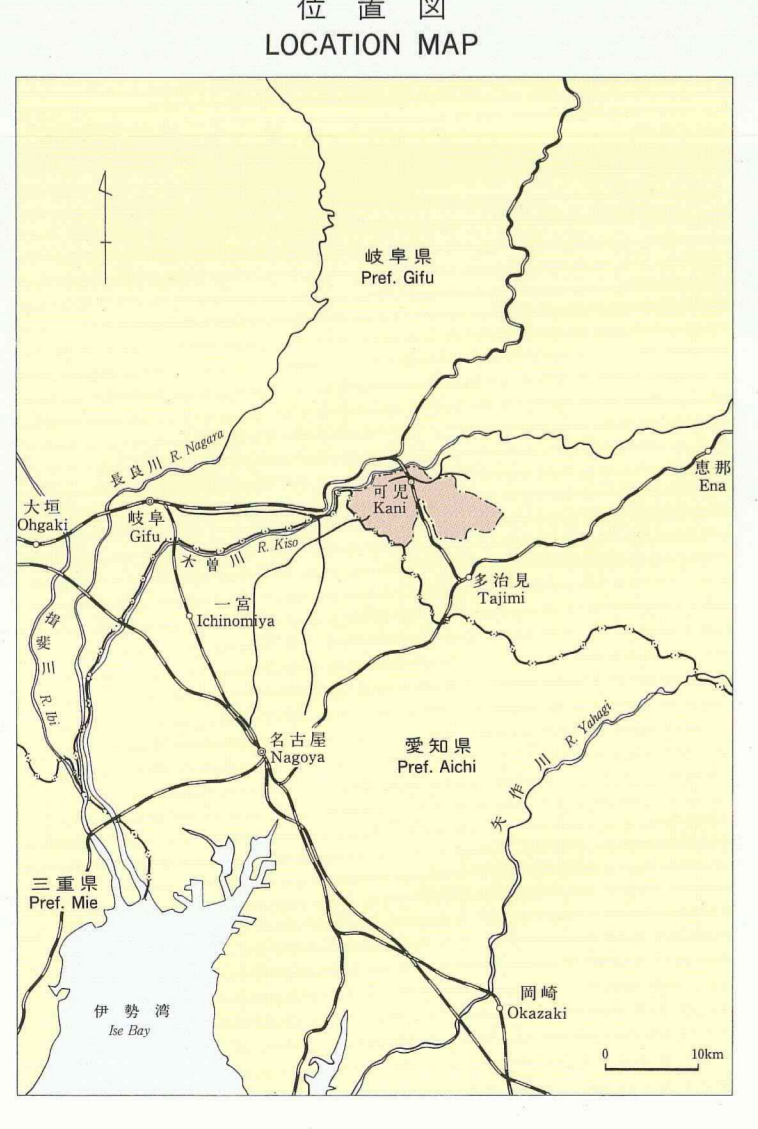 位 置 図
LOCATION MAP
岐阜県
Pref. Gifu
長良川 R. Nagara
恵那
Ena
大垣
Ohgaki
岐阜
Gifu
可児
Kani
木曽川 R. Kiso
多治見
Tajimi
一宮
Ichinomiya
揖斐川 R. Ibi
名古屋
Nagoya
愛知県
Pref. Aichi
矢作川 R. Yahagi
三重県
Pref. Mie
伊勢湾
Ise Bay
岡崎
Okazaki
0 10km